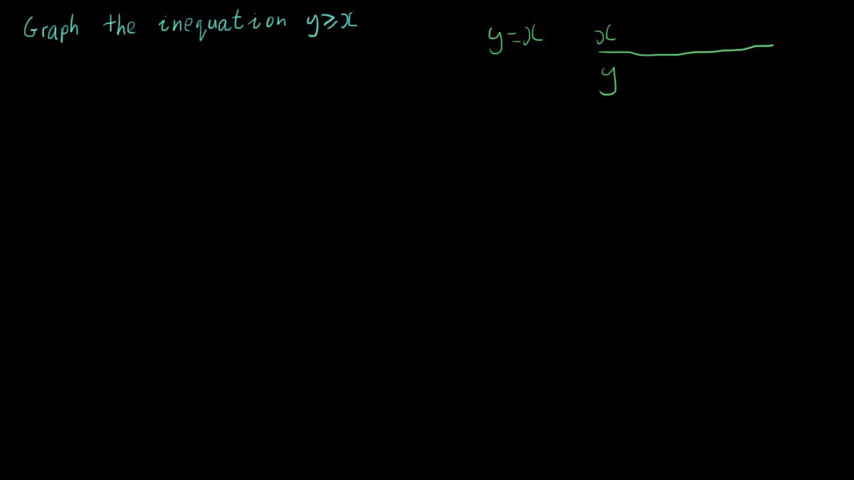 Graph the inequation y⩾x
y=x
x
y